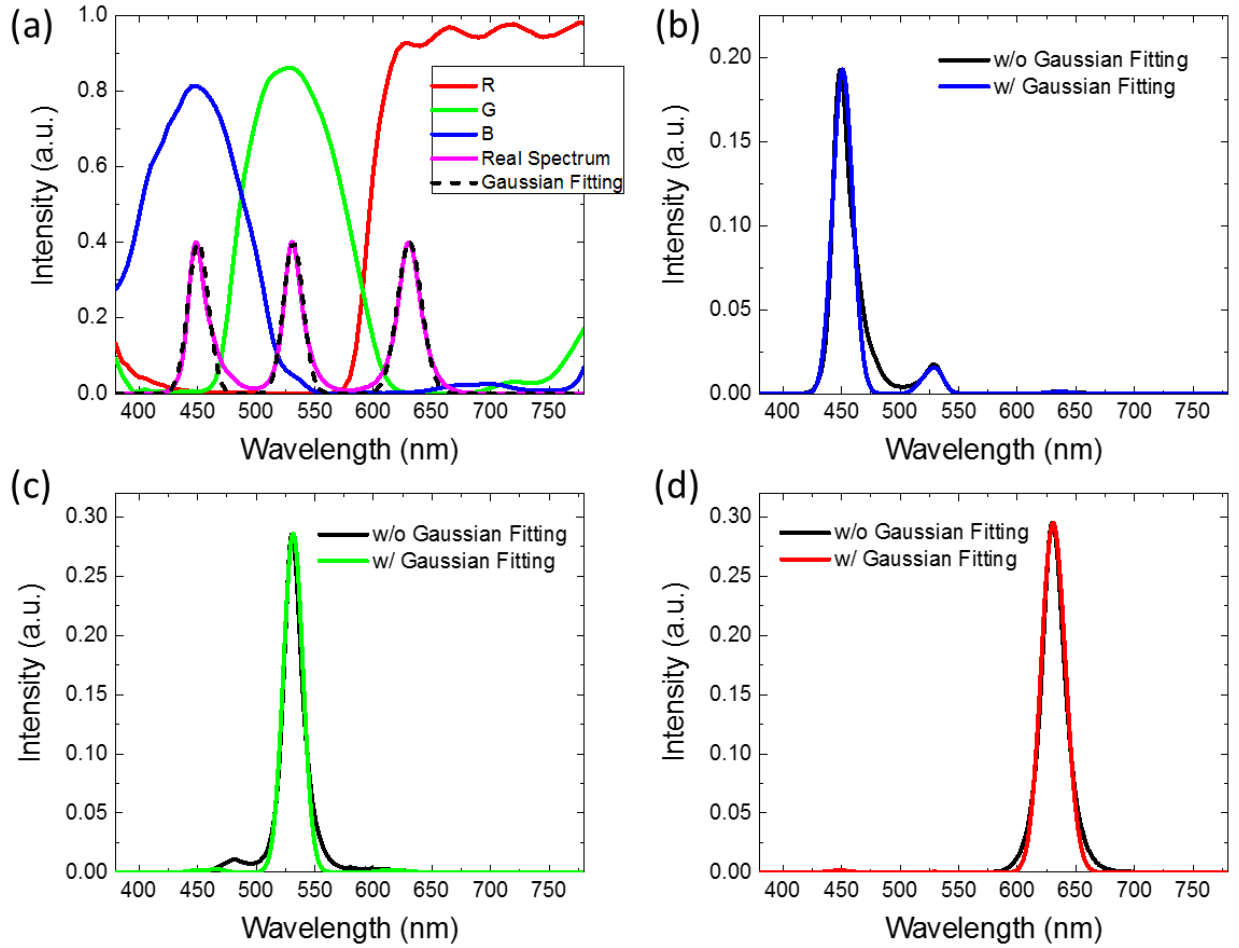 (a)
1.0
0.8
0.6
0.4
0.2
0.0
Intensity (a.u.)
R
G
B
Real Spectrum
Gaussian Fitting
400 450 500 550 600 650 700 750
Wavelength (nm)
(b)
0.20
0.15
0.10
0.05
0.00
Intensity (a.u.)
w/o Gaussian Fitting
w/ Gaussian Fitting
400 450 500 550 600 650 700 750
Wavelength (nm)
(c)
0.30
0.25
0.20
0.15
0.10
0.05
0.00
Intensity (a.u.)
w/o Gaussian Fitting
w/ Gaussian Fitting
400 450 500 550 600 650 700 750
Wavelength (nm)
(d)
0.30
0.25
0.20
0.15
0.10
0.05
0.00
Intensity (a.u.)
w/o Gaussian Fitting
w/ Gaussian Fitting
400 450 500 550 600 650 700 750
Wavelength (nm)